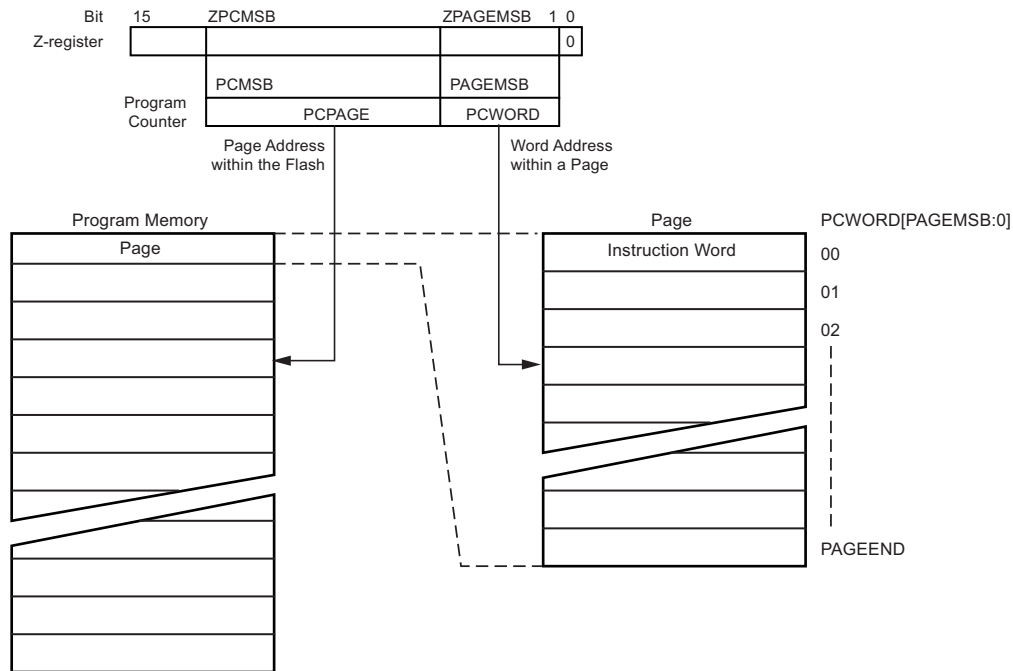 Bit 15 ZPCMSB ZPAGEMSB 1 0
Z-register 0
PCMSB PAGEMSB
Program
Counter
PCPAGE PCWORD
Page Address
within the Flash
Word Address
within a Page
Program Memory
Page
Page
Instruction Word
PCWORD[PAGEMSB:0]
00
01
02
PAGEEND